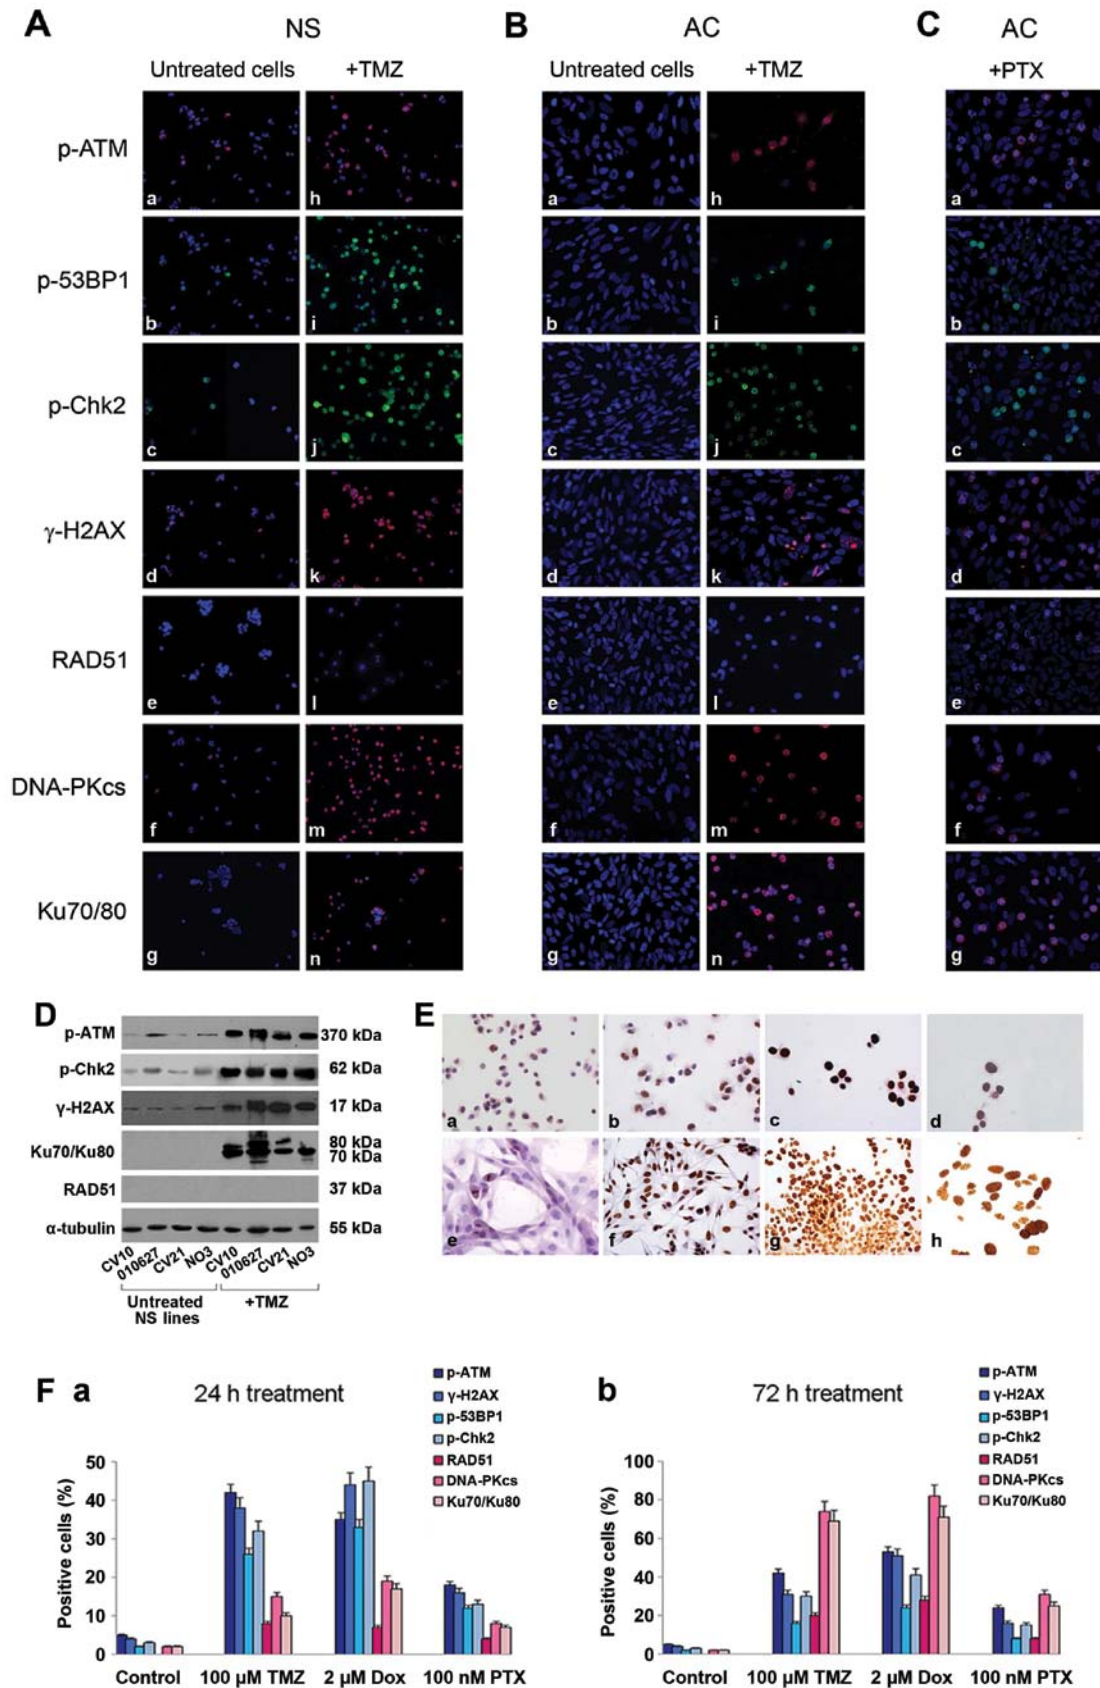 A NS B AC C AC
Untreated cells +TMZ Untreated cells +TMZ +PTX
p-ATM a h a h a
p-53BP1 b i b i b
p-Chk2 c j c j c
γ-H2AX d k d k d
RAD51 e l e l e
DNA-PKcs f m f m f
Ku70/80 g n g n g
D
p-ATM 370 kDa
p-Chk2 62 kDa
γ-H2AX 17 kDa
Ku70/Ku80 80 kDa
70 kDa
RAD51 37 kDa
α-tubulin 55 kDa
CV10 010627 CV21 NO3 CV10 010627 CV21 NO3
Untreated
NS lines
+TMZ
E
a b c d
e f g h
F a 24 h treatment
p-ATM
γ-H2AX
p-53BP1
p-Chk2
RAD51
DNA-PKcs
Ku70/Ku80
Positive cells (%)
50
40
30
20
10
0
Control 100 µM TMZ 2 µM Dox 100 nM PTX
b 72 h treatment
p-ATM
γ-H2AX
p-53BP1
p-Chk2
RAD51
DNA-PKcs
Ku70/Ku80
Positive cells (%)
100
80
60
40
20
0
Control 100 µM TMZ 2 µM Dox 100 nM PTX